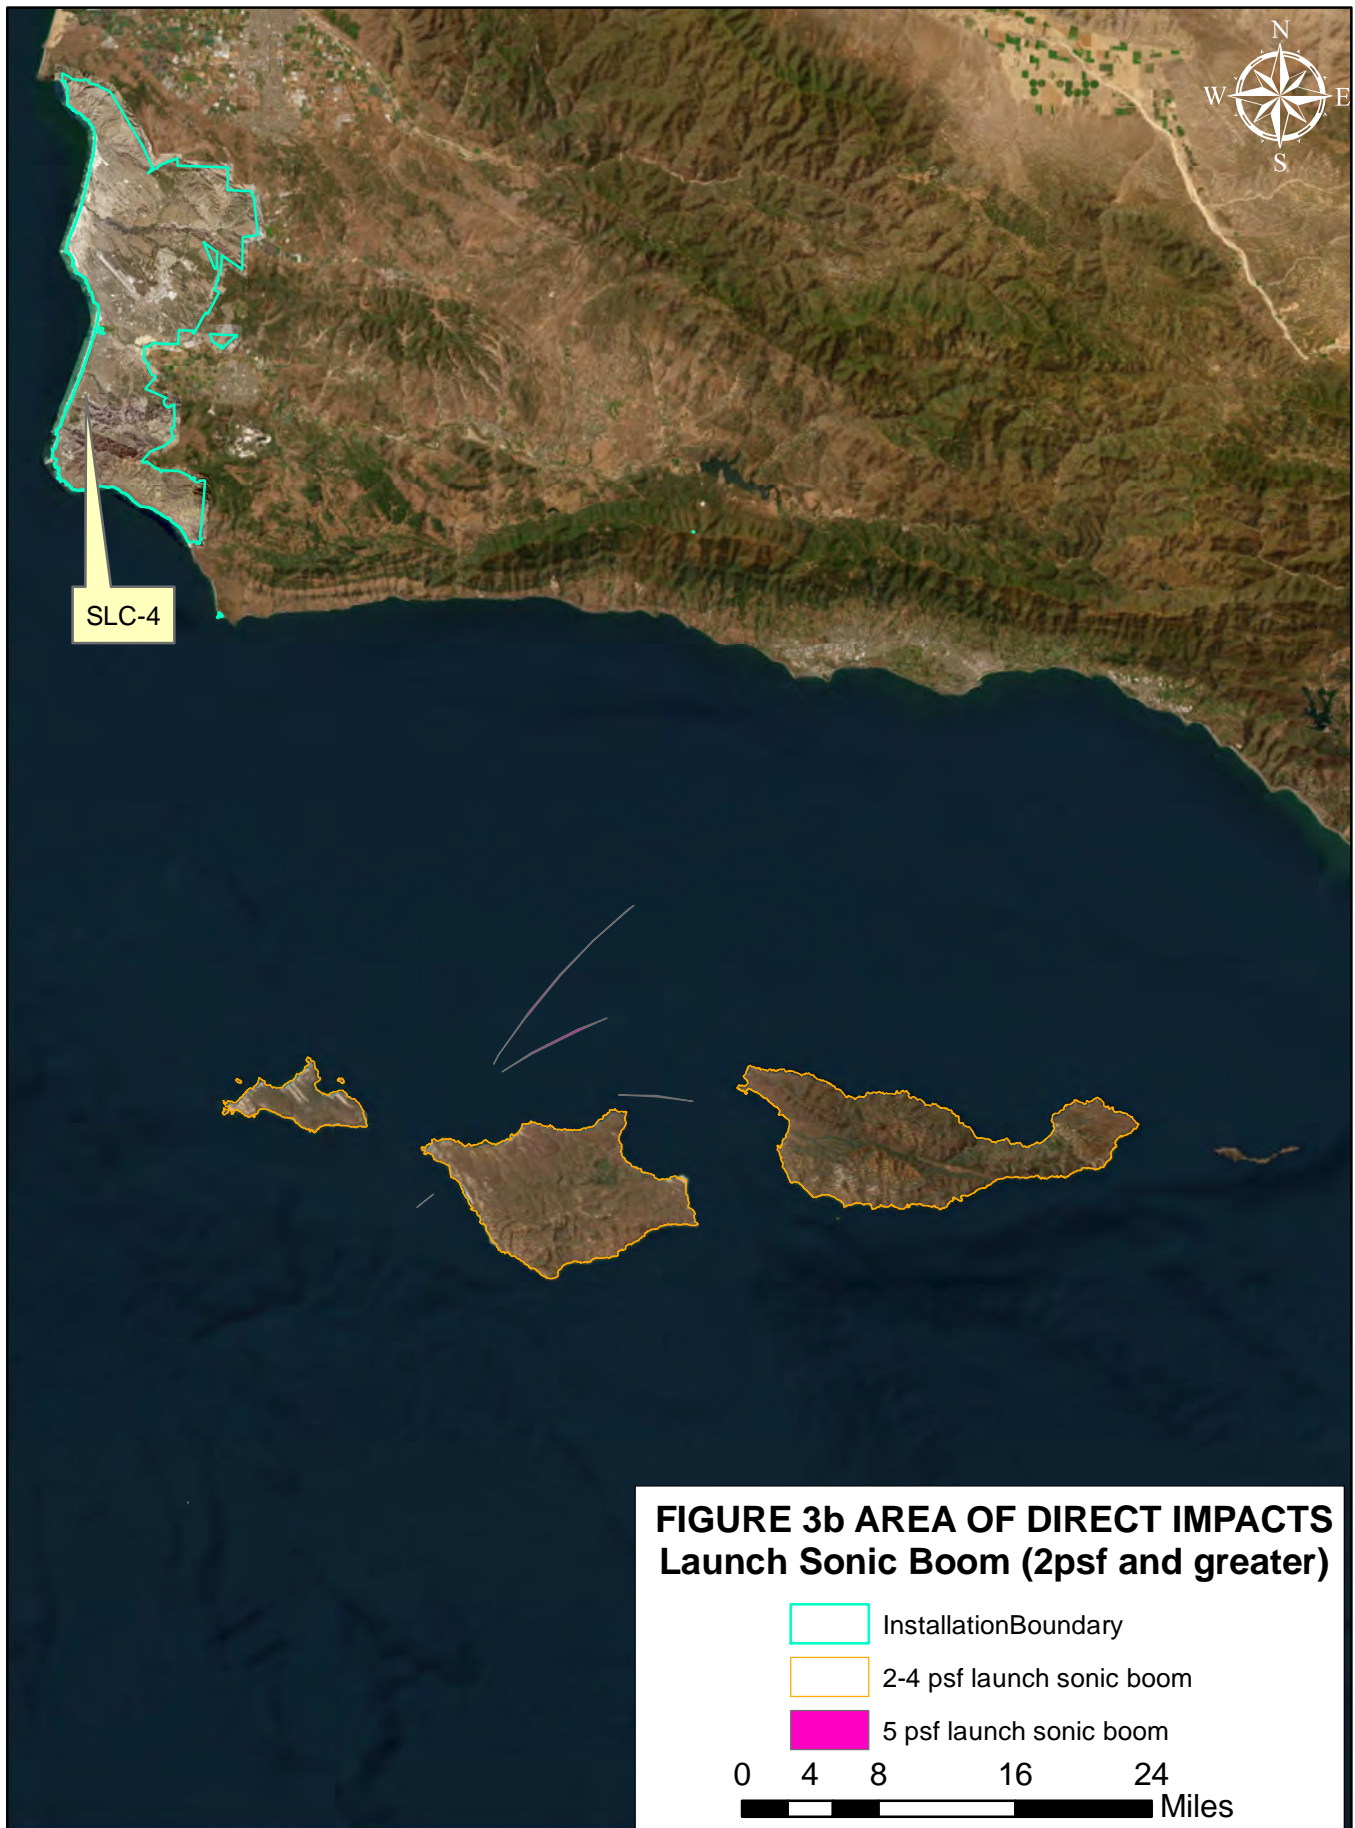 N
W E
S
SLC-4
FIGURE 3b AREA OF DIRECT IMPACTS
Launch Sonic Boom (2psf and greater)
InstallationBoundary
2-4 psf launch sonic boom
5 psf launch sonic boom
0 4 8 16 24
Miles